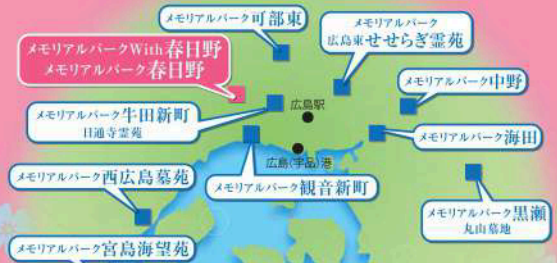 メモリアルパーク可部東
メモリアルパーク
広島東せせらぎ霊苑
メモリアルパークWith春日野
メモリアルパーク春日野
メモリアルパーク中野
メモリアルパーク牛田新町
日通寺霊苑
広島駅
メモリアルパーク海田
広島(宇品)港
メモリアルパーク西広島墓苑
メモリアルパーク観音新町
メモリアルパーク黒瀬
丸山墓地
メモリアルパーク宮島海望苑